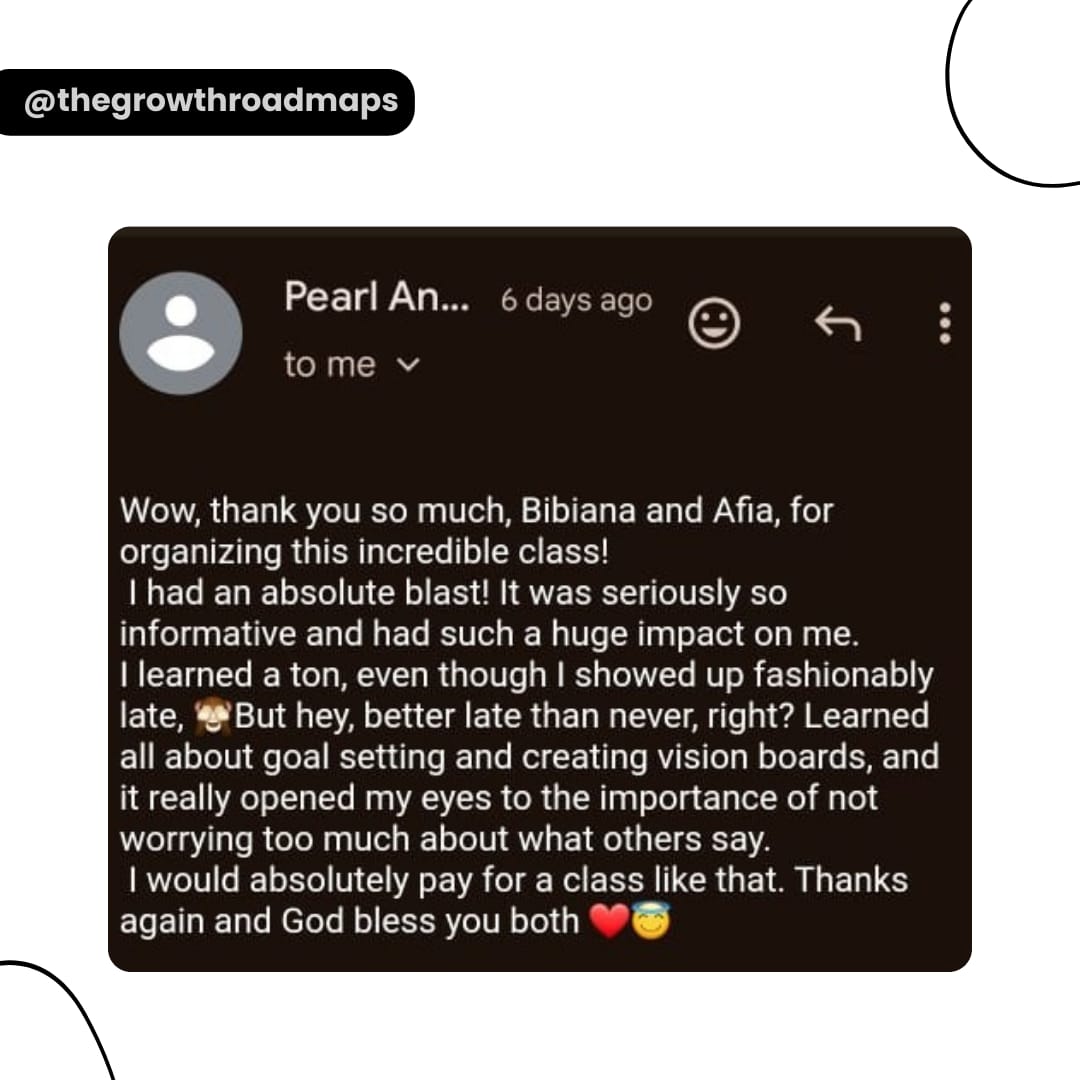 @thegrowthroadmaps
Pearl An... 6 days ago
to me
Wow, thank you so much, Bibiana and Afia, for
organizing this incredible class!
I had an absolute blast! It was seriously so
informative and had such a huge impact on me.
I learned a ton, even though I showed up fashionably
late, 🙈But hey, better late than never, right? Learned
all about goal setting and creating vision boards, and
it really opened my eyes to the importance of not
worrying too much about what others say.
I would absolutely pay for a class like that. Thanks
again and God bless you both ❤️😇